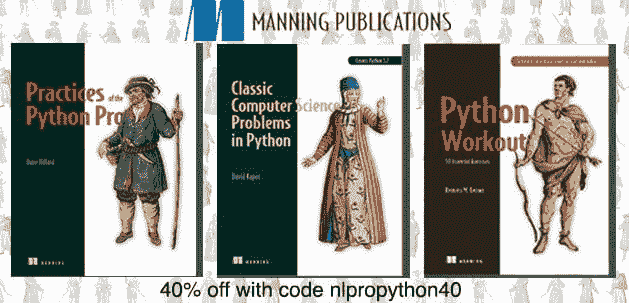 MANNING PUBLICATIONS
Practices of the
Python Pro
Dane Hillard
MANNING
Classic
Computer Science
Problems
in Python
David Kopec
MANNING
Python
Workout
50 Essential Exercises
Reuven M. Lerner
MANNING
40% off with code nlpropython40